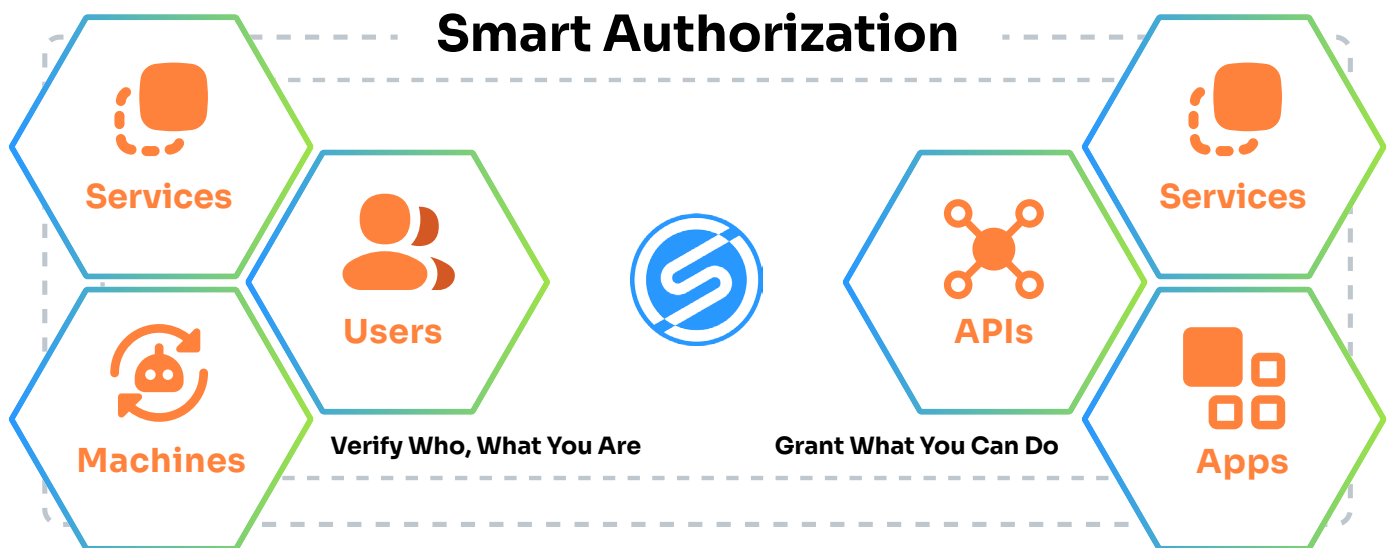 Smart Authorization
Services
Users
Machines
Verify Who, What You Are
Services
APIs
Apps
Grant What You Can Do